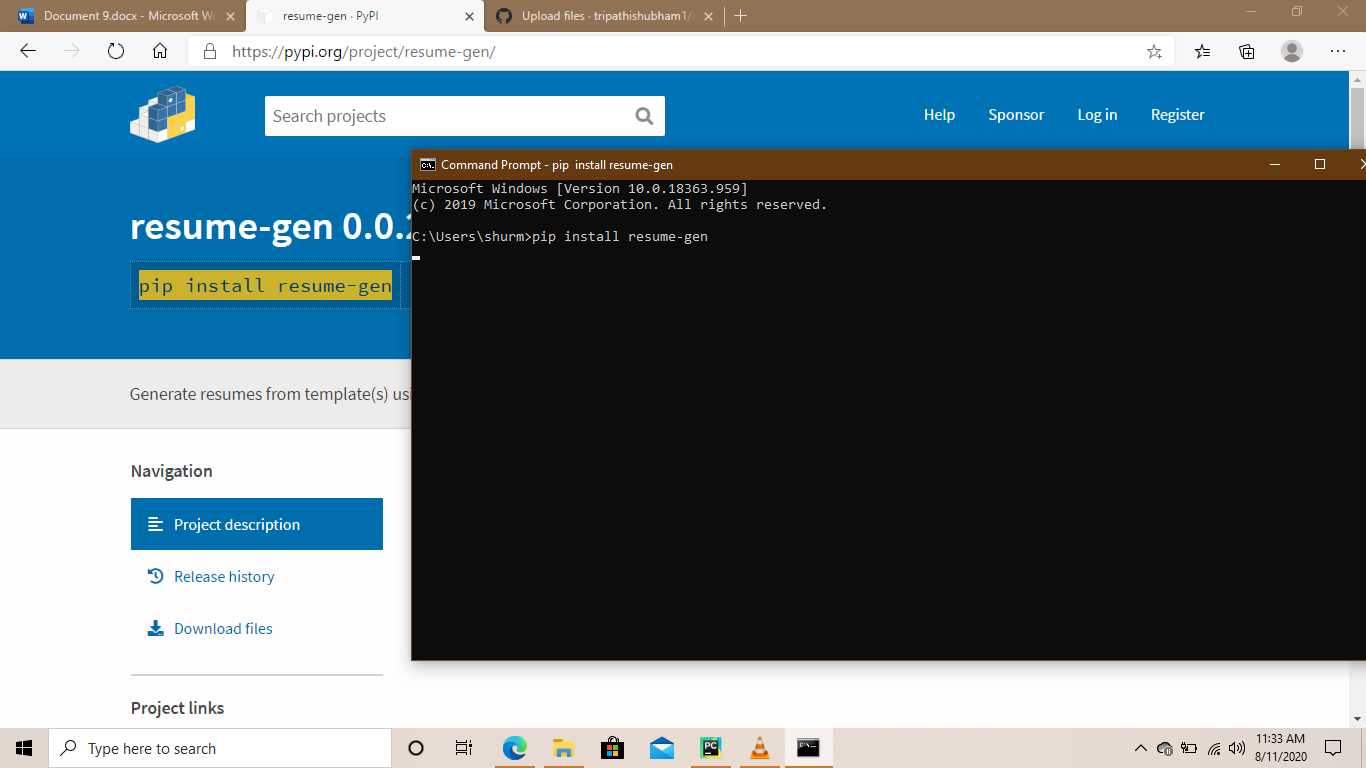 Document 9.docx - Microsoft Wo
resume-gen · PyPI
Upload files · tripathishubham1/
https://pypi.org/project/resume-gen/
Search projects
Help
Sponsor
Log in
Register
Command Prompt - pip  install resume-gen
Microsoft Windows [Version 10.0.18363.959]
(c) 2019 Microsoft Corporation. All rights reserved.
C:\Users\shurm>pip install resume-gen
resume-gen 0.0.2
pip install resume-gen
Generate resumes from template(s) usi
Navigation
Project description
Release history
Download files
Project links
Type here to search
11:33 AM
8/11/2020